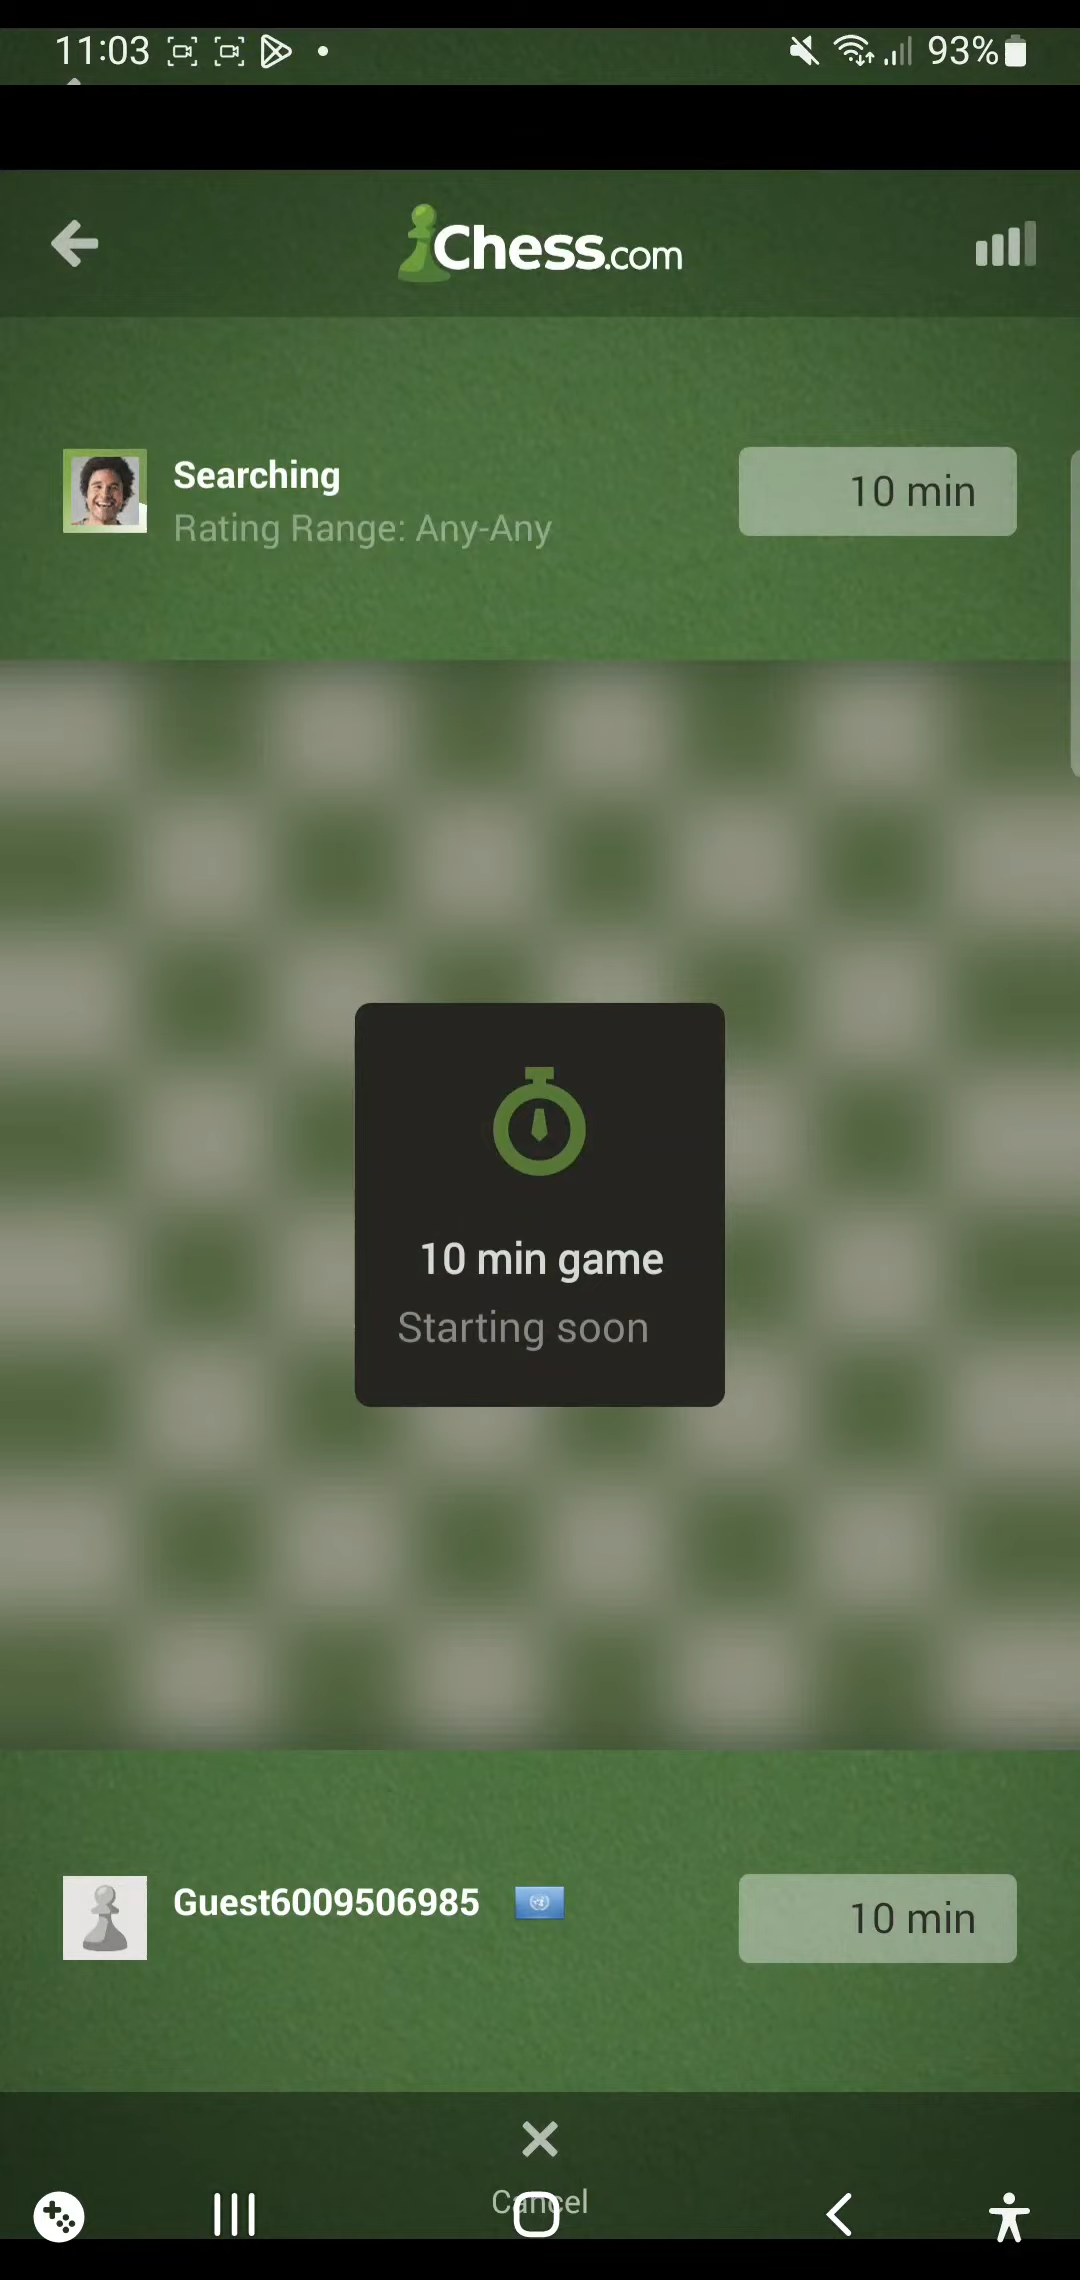 11:03
93%
Chess.com
Searching
Rating Range: Any-Any
10 min
10 min game
Starting soon
Guest6009506985
10 min
Cancel